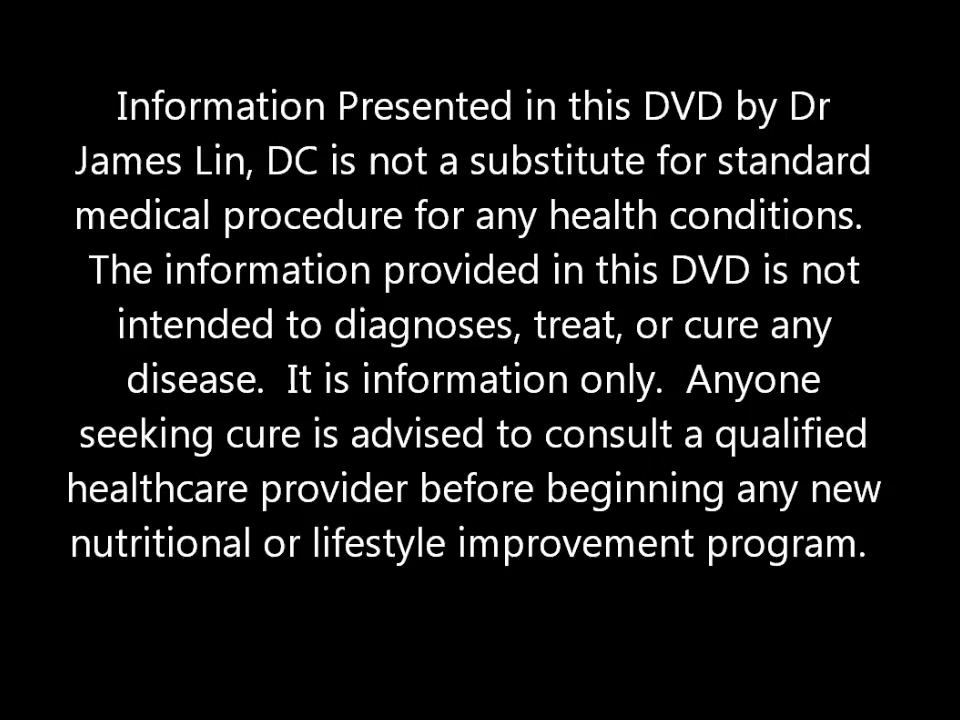 Information Presented in this DVD by Dr
James Lin, DC is not a substitute for standard
medical procedure for any health conditions.
The information provided in this DVD is not
intended to diagnoses, treat, or cure any
disease.  It is information only.  Anyone
seeking cure is advised to consult a qualified
healthcare provider before beginning any new
nutritional or lifestyle improvement program.